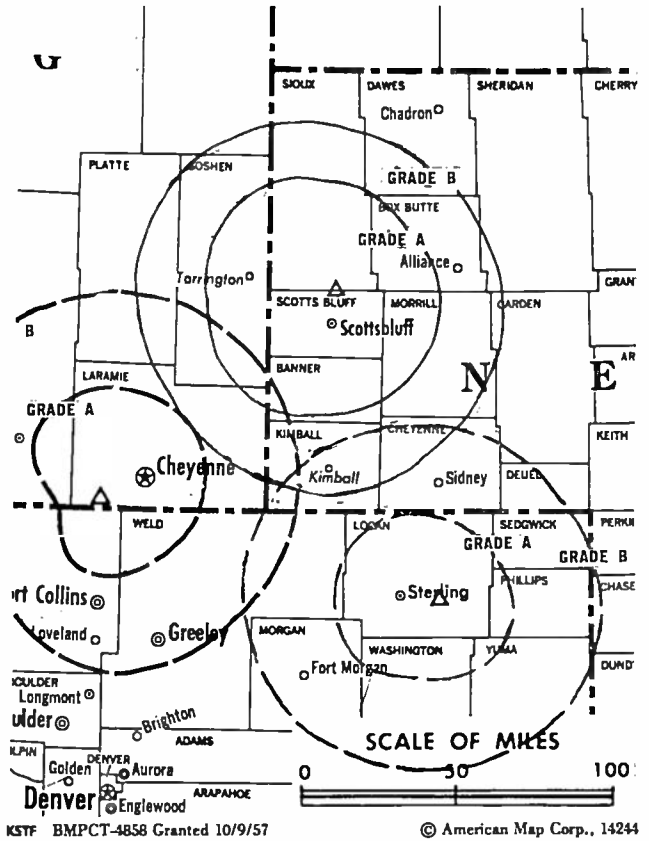 G
SIOUX
DAWES
SHERIDAN
CHERRY
Chadron
PLATTE
GOSHEN
GRADE B
BOX BUTTE
GRADE A
Alliance
Torrington
GRAN
SCOTTS BLUFF
MORRILL
GARDEN
B
Scottsbluff
AR
BANNER
N E
LARAMIE
GRADE A
KIMBALL
CHEYENNE
KEITH
Cheyenne
Kimball
Sidney
DEUEL
WELD
LOGAN
SEDGWICK
PERKI
GRADE A
GRADE B
PHILLIPS
CHASE
rt Collins
Sterling
Loveland
Greeley
MORGAN
WASHINGTON
YUMA
DUND
Fort Morgan
BOULDER
Longmont
ulder
Brighton
ADAMS
SCALE OF MILES
ILPIN
DENVER
Golden
Aurora
0 50 100
Denver
ARAPAHOE
Englewood
KSTF BMPCT-4858 Granted 10/9/57
© American Map Corp., 14244